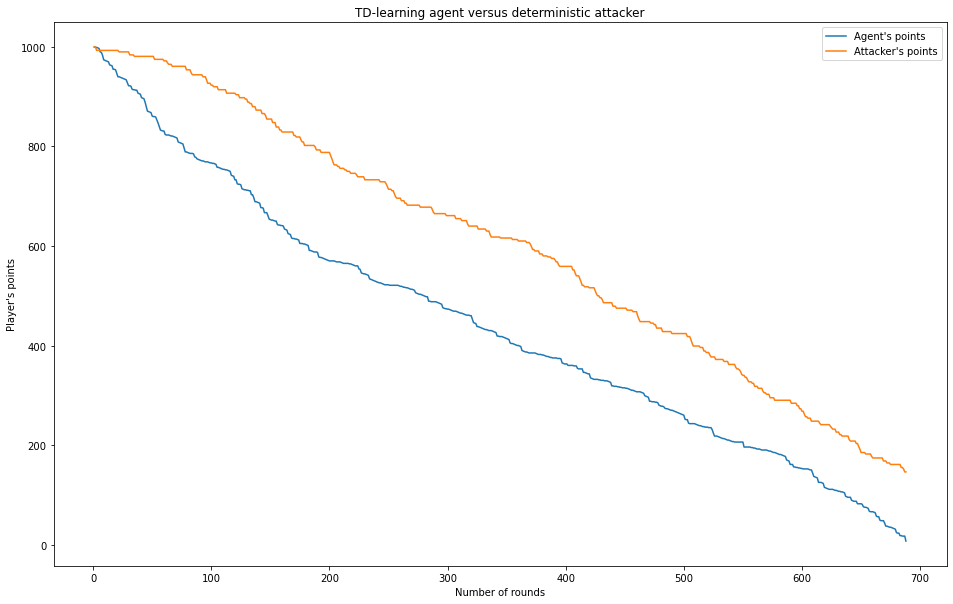 TD-learning agent versus deterministic attacker
Agent's points
Attacker's points
1000
800
600
400
200
0
Player's points
0 100 200 300 400 500 600 700
Number of rounds